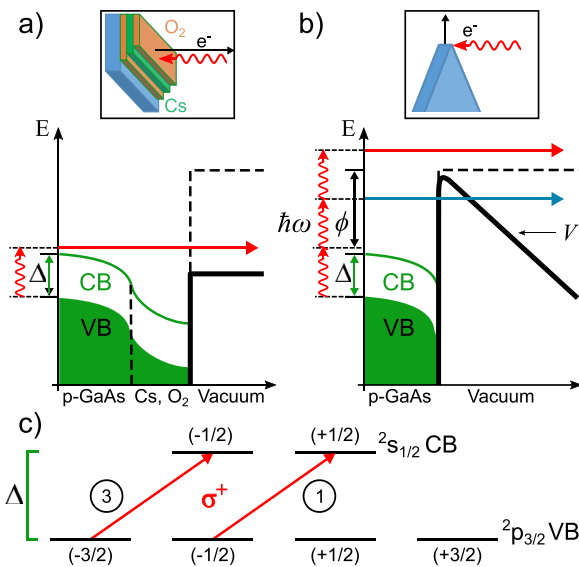 a)
O₂
e⁻
Cs
E
Δ
CB
VB
p-GaAs Cs, O₂ Vacuum
b)
e⁻
E
ħω
ϕ
V
Δ
CB
VB
p-GaAs Vacuum
c)
(-1/2) (+1/2) ²s₁/₂ CB
Δ
3 σ⁺ 1
²p₃/₂ VB
(-3/2) (-1/2) (+1/2) (+3/2)